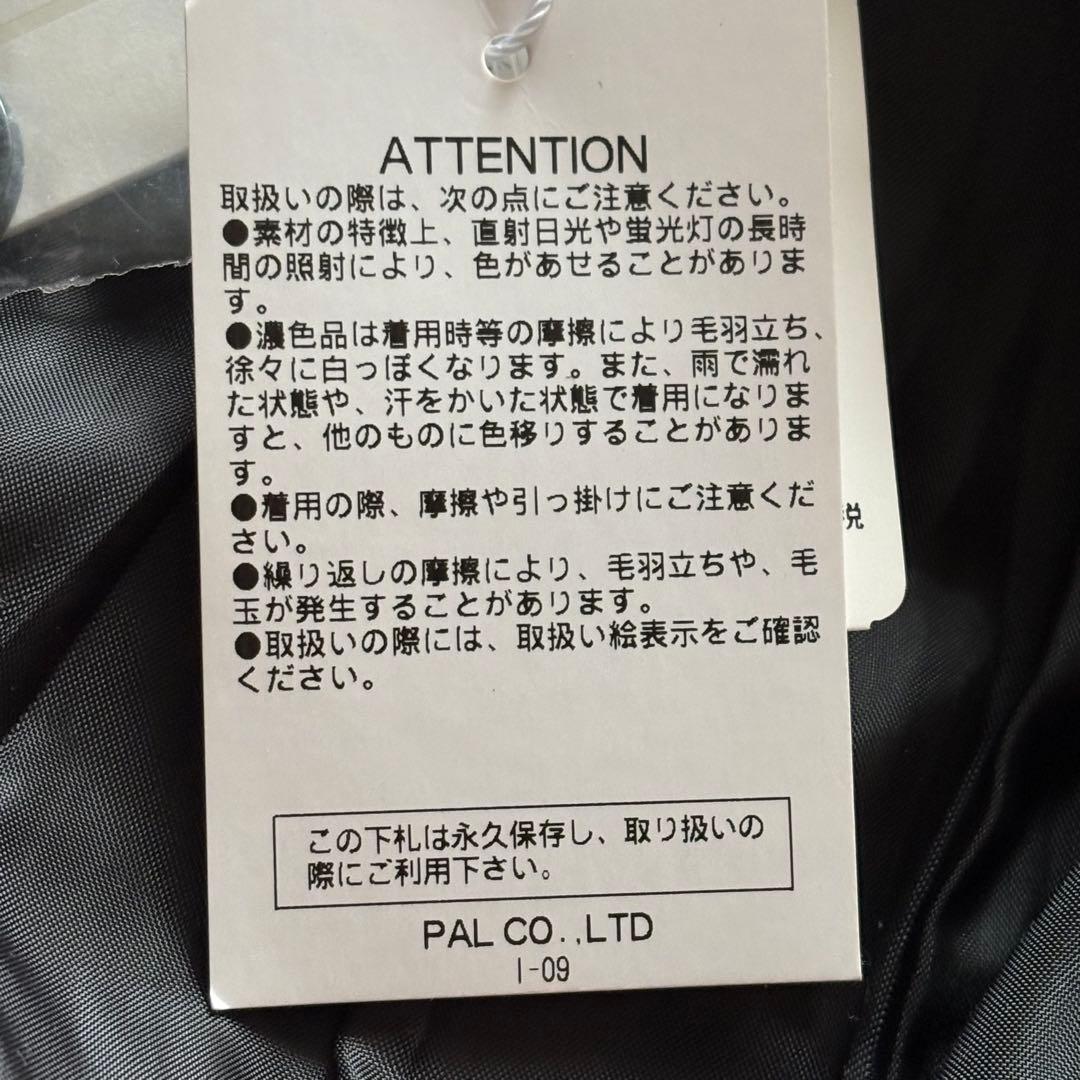 ATTENTION
取扱いの際は、次の点にご注意ください。
●素材の特徴上、直射日光や蛍光灯の長時
間の照射により、色があせることがありま
す。
●濃色品は着用時等の摩擦により毛羽立ち、
徐々に白っぽくなります。また、雨で濡れ
た状態や、汗をかいた状態で着用になりま
すと、他のものに色移りすることがありま
す。
●着用の際、摩擦や引っ掛けにご注意くだ
さい。
●繰り返しの摩擦により、毛羽立ちや、毛
玉が発生することがあります。
●取扱いの際には、取扱い絵表示をご確認
ください。
この下札は永久保存し、取り扱いの
際にご利用下さい。
PAL CO.,LTD
I-09
税